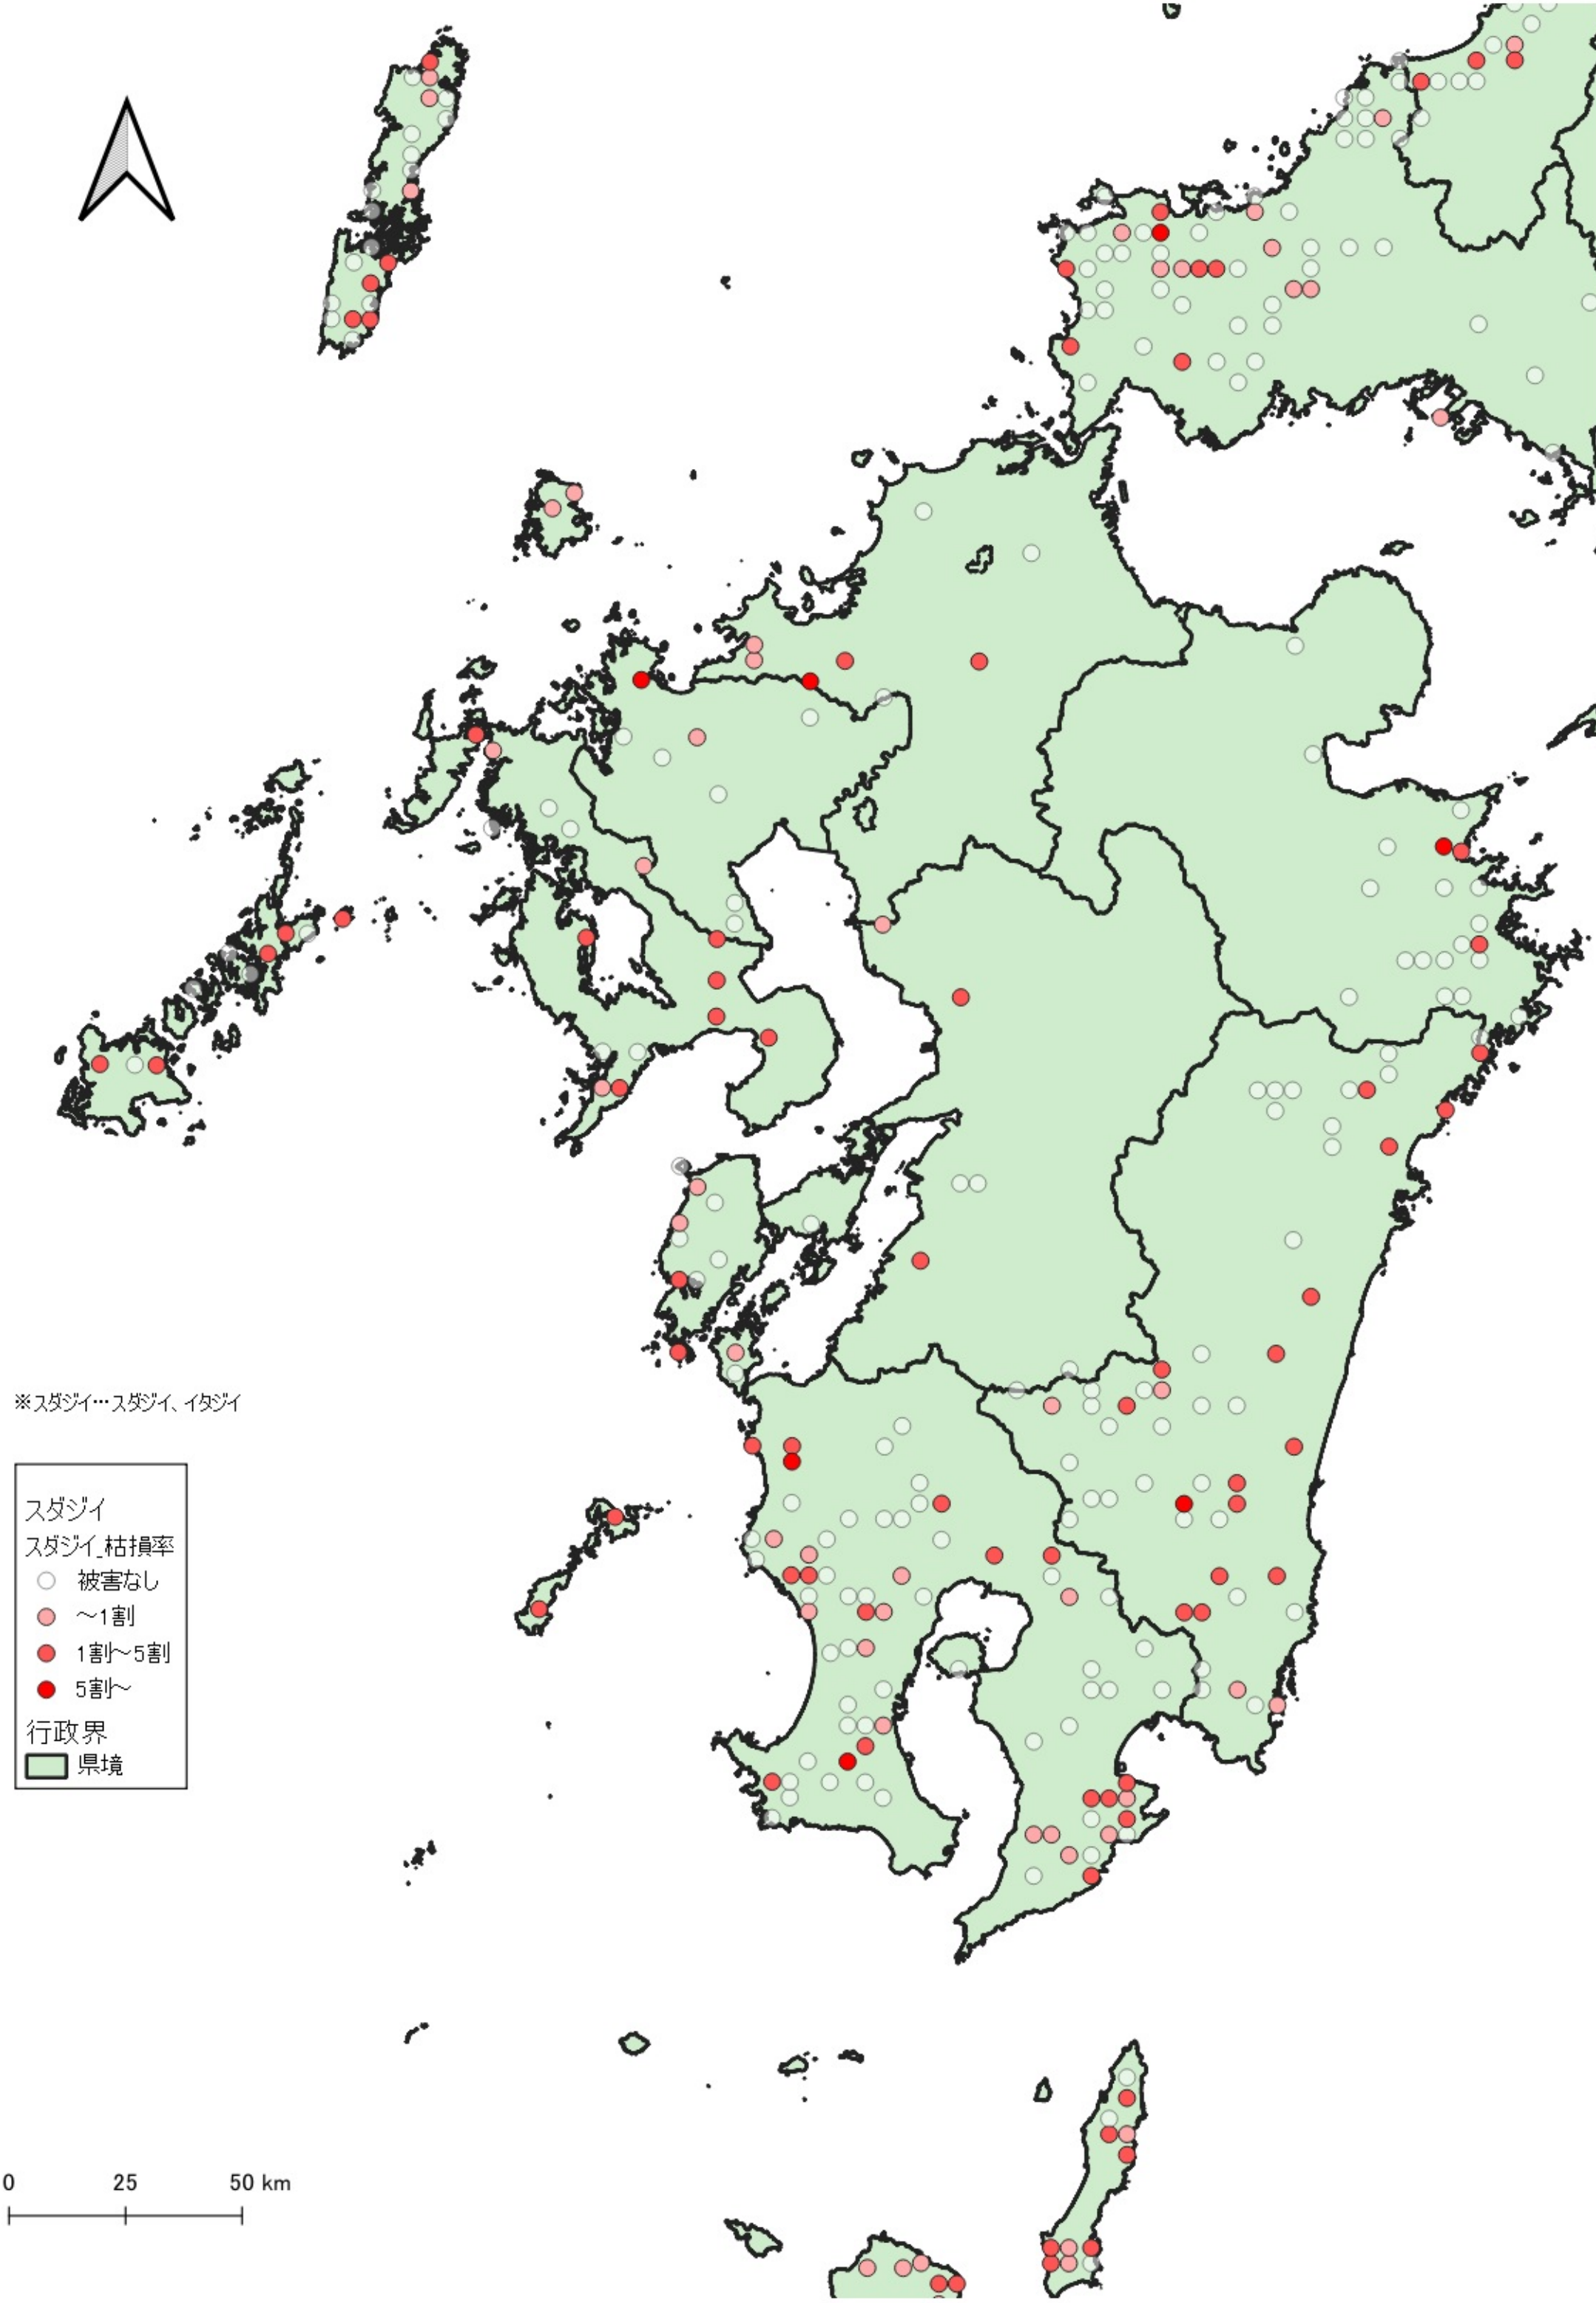 ※スダジイ…スダジイ、イタジイ
スダジイ
スダジイ_枯損率
被害なし
～1割
1割～5割
5割～
行政界
県境
0 25 50 km